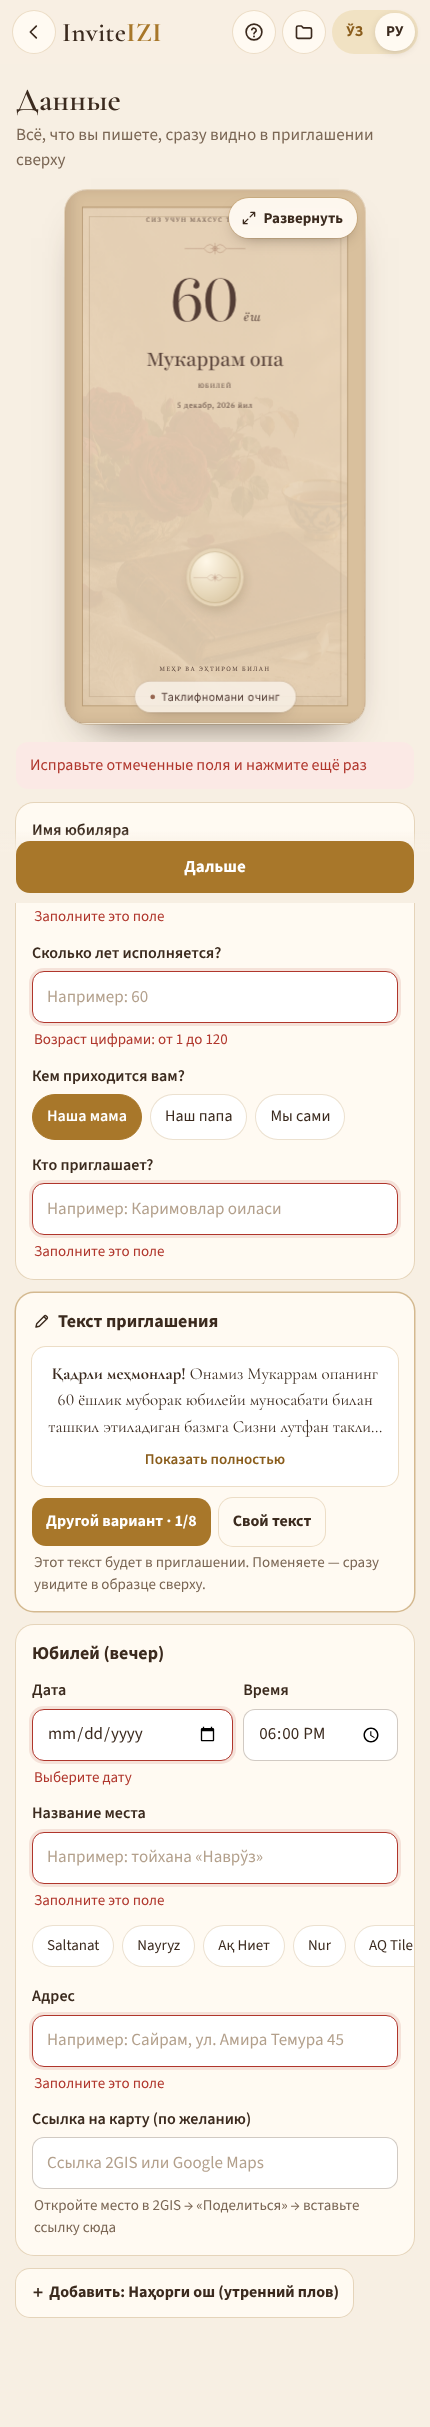 InviteIZI
ЎЗ
РУ
Данные
Всё, что вы пишете, сразу видно в приглашении
сверху
СИЗ УЧУН МАХСУС
Развернуть
60 ёш
Мукаррам опа
ЮБИЛЕЙ
5 декабр, 2026 йил
МЕҲР ВА ЭҲТИРОМ БИЛАН
Таклифномани очинг
Исправьте отмеченные поля и нажмите ещё раз
Имя юбиляра
Дальше
Заполните это поле
Сколько лет исполняется?
Например: 60
Возраст цифрами: от 1 до 120
Кем приходится вам?
Наша мама
Наш папа
Мы сами
Кто приглашает?
Например: Каримовлар оиласи
Заполните это поле
Текст приглашения
Қадрли меҳмонлар! Онамиз Мукаррам опанинг
60 ёшлик муборак юбилейи муносабати билан
ташкил этиладиган базмга Сизни лутфан такли...
Показать полностью
Другой вариант · 1/8
Свой текст
Этот текст будет в приглашении. Поменяете — сразу
увидите в образце сверху.
Юбилей (вечер)
Дата
Время
mm/dd/yyyy
06:00 PM
Выберите дату
Название места
Например: тойхана «Наврўз»
Заполните это поле
Saltanat
Nayryz
Ақ Ниет
Nur
AQ Tile
Адрес
Например: Сайрам, ул. Амира Темура 45
Заполните это поле
Ссылка на карту (по желанию)
Ссылка 2GIS или Google Maps
Откройте место в 2GIS → «Поделиться» → вставьте
ссылку сюда
+ Добавить: Наҳорги ош (утренний плов)